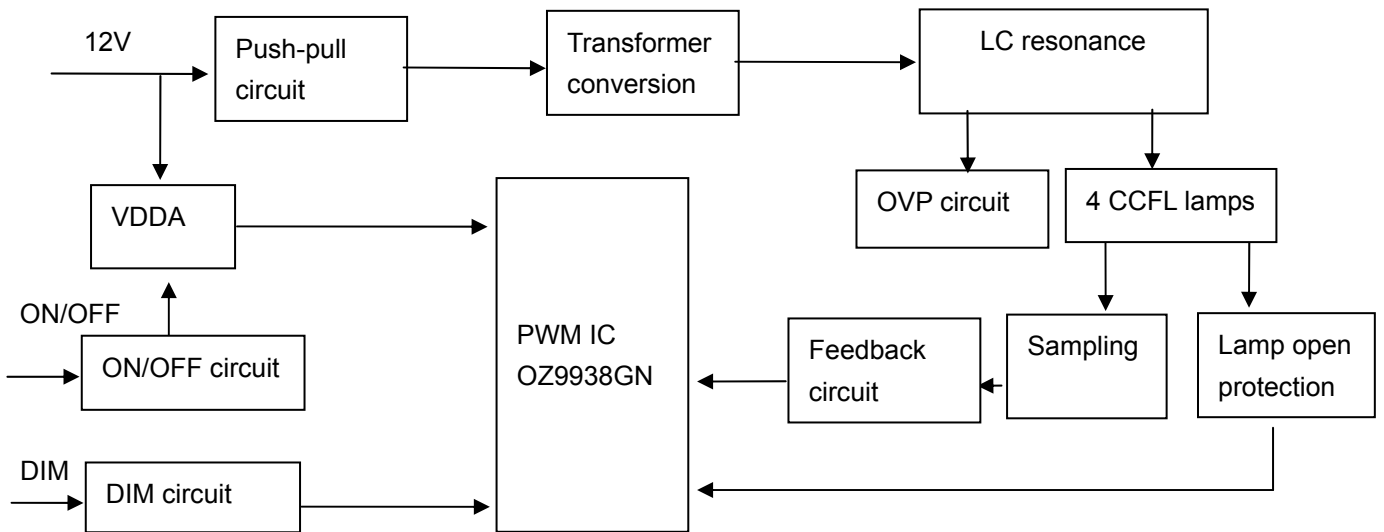 12V
Push-pull
circuit
Transformer
conversion
LC resonance
VDDA
OVP circuit
4 CCFL lamps
ON/OFF
ON/OFF circuit
PWM IC
OZ9938GN
Feedback
circuit
Sampling
Lamp open
protection
DIM
DIM circuit